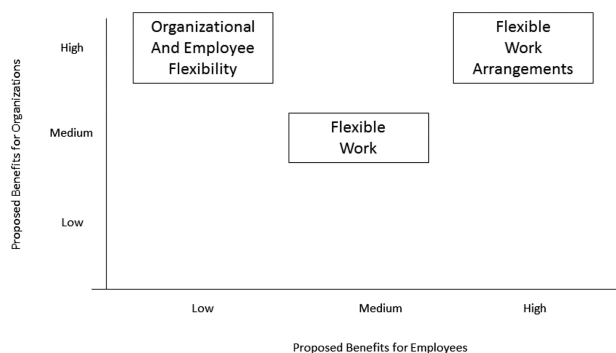 Proposed Benefits for Organizations
High
Medium
Low
Organizational
And Employee
Flexibility
Flexible
Work
Arrangements
Flexible
Work
Low
Medium
High
Proposed Benefits for Employees